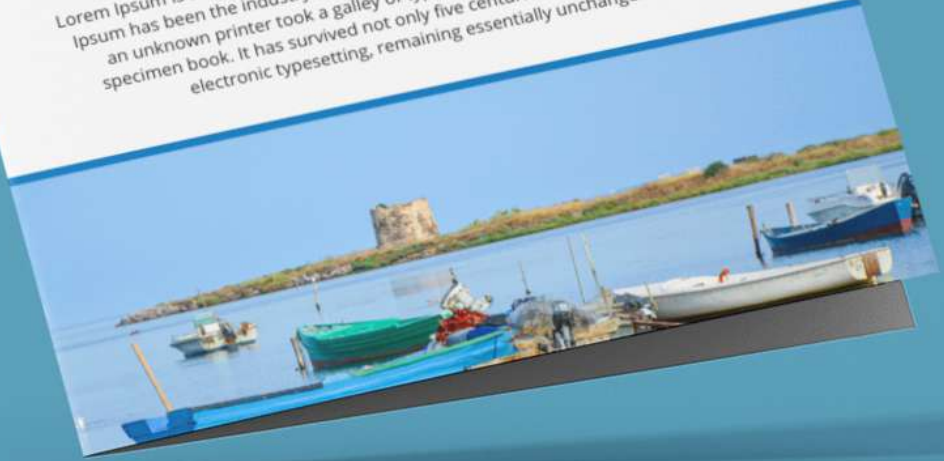 Lorem Ipsum
Ipsum has been the
an unknown printer took a galley of
specimen book. It has survived not only five
electronic typesetting, remaining essentially